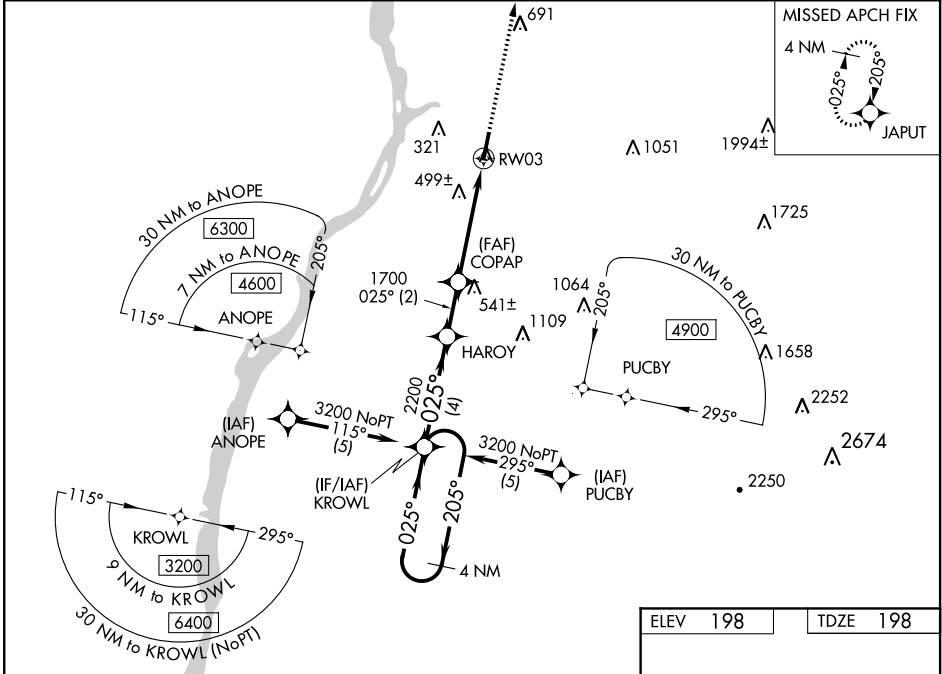 691
MISSED APCH FIX
4 NM
025°
205°
JAPUT
321
RW03
1051
1994±
499±
1725
30 NM to ANOPE
6300
205°
7 NM to ANOPE
4600
115°
ANOPE
(FAF)
COPAP
1700
025° (2)
541±
HAROY
1109
1064
205°
30 NM to PUCBY
4900
1658
PUCBY
295°
2252
2674
2250
2200
025°
(4)
(IAF)
ANOPE
3200 NoPT
115°
(5)
(IF/IAF)
KROWL
3200 NoPT
295°
(5)
(IAF)
PUCBY
025°
205°
4 NM
115°
295°
KROWL
3200
9 NM to KROWL
6400
30 NM to KROWL (NoPT)
ELEV 198
TDZE 198